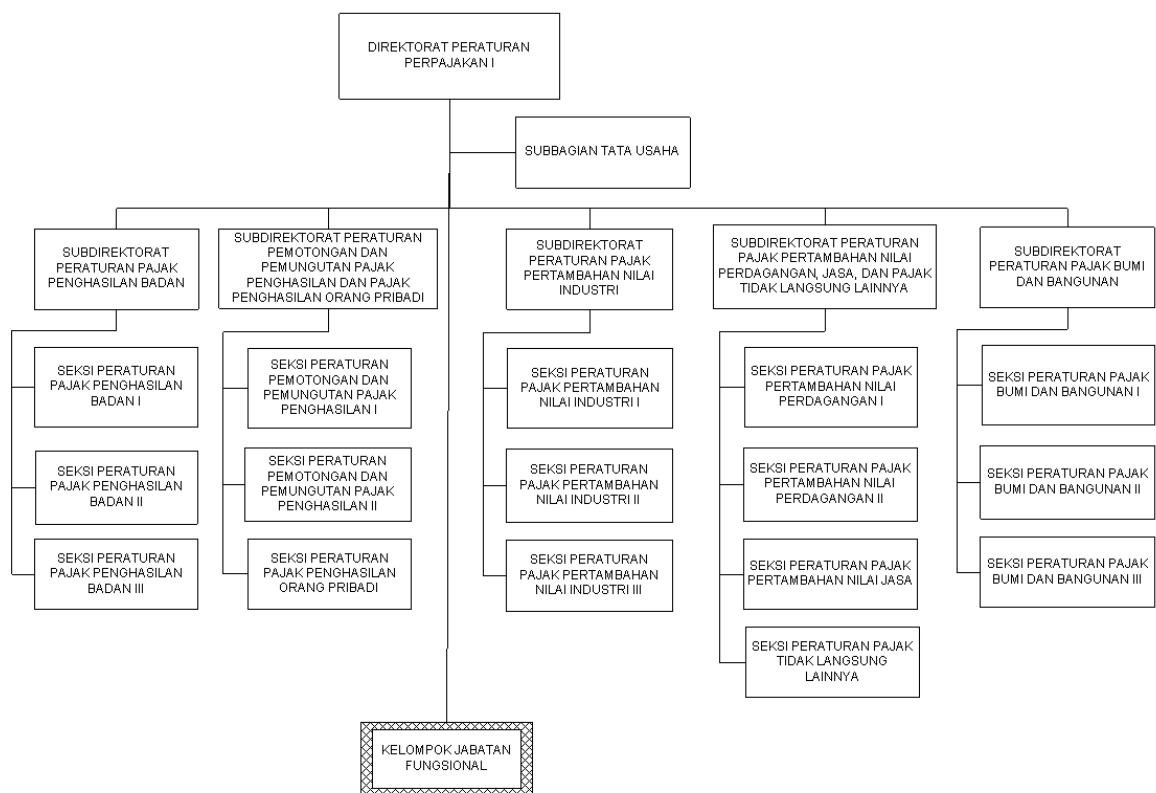 DIREKTORAT PERATURAN
PERPAJAKAN I
SUBBAGIAN TATA USAHA
SUBDIREKTORAT
PERATURAN PAJAK
PENGHASILAN BADAN
SUBDIREKTORAT PERATURAN
PEMOTONGAN DAN
PEMUNGUTAN PAJAK
PENGHASILAN DAN PAJAK
PENGHASILAN ORANG PRIBADI
SUBDIREKTORAT
PERATURAN PAJAK
PERTAMBAHAN NILAI
INDUSTRI
SUBDIREKTORAT PERATURAN
PAJAK PERTAMBAHAN NILAI
PERDAGANGAN, JASA, DAN PAJAK
TIDAK LANGSUNG LAINNYA
SUBDIREKTORAT
PERATURAN PAJAK BUMI
DAN BANGUNAN
SEKSI PERATURAN
PAJAK PENGHASILAN
BADAN I
SEKSI PERATURAN
PEMOTONGAN DAN
PEMUNGUTAN PAJAK
PENGHASILAN I
SEKSI PERATURAN
PAJAK PERTAMBAHAN
NILAI INDUSTRI I
SEKSI PERATURAN PAJAK
PERTAMBAHAN NILAI
PERDAGANGAN I
SEKSI PERATURAN PAJAK
BUMI DAN BANGUNAN I
SEKSI PERATURAN
PAJAK PENGHASILAN
BADAN II
SEKSI PERATURAN
PEMOTONGAN DAN
PEMUNGUTAN PAJAK
PENGHASILAN II
SEKSI PERATURAN
PAJAK PERTAMBAHAN
NILAI INDUSTRI II
SEKSI PERATURAN PAJAK
PERTAMBAHAN NILAI
PERDAGANGAN II
SEKSI PERATURAN PAJAK
BUMI DAN BANGUNAN II
SEKSI PERATURAN
PAJAK PENGHASILAN
BADAN III
SEKSI PERATURAN
PAJAK PENGHASILAN
ORANG PRIBADI
SEKSI PERATURAN
PAJAK PERTAMBAHAN
NILAI INDUSTRI III
SEKSI PERATURAN PAJAK
PERTAMBAHAN NILAI JASA
SEKSI PERATURAN PAJAK
BUMI DAN BANGUNAN III
SEKSI PERATURAN PAJAK
TIDAK LANGSUNG
LAINNYA
KELOMPOK JABATAN
FUNGSIONAL